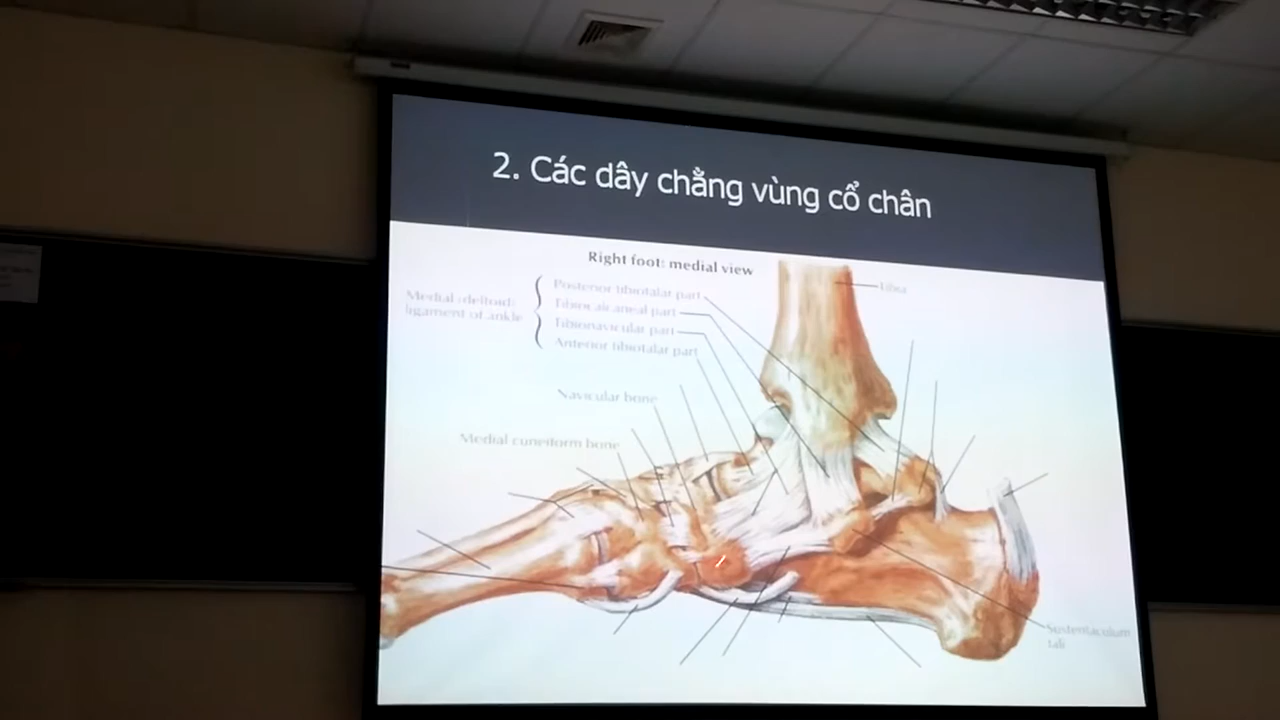 2. Các dây chằng vùng cổ chân
Right foot: medial view
Medial (deltoid)
ligament of ankle
Posterior tibiotalar part
Tibiocalcaneal part
Tibionavicular part
Anterior tibiotalar part
Tibia
Navicular bone
Medial cuneiform bone
Sustentaculum
tali